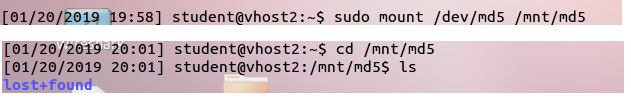 [01/20/2019 19:58] student@vhost2:~$ sudo mount /dev/md5 /mnt/md5
[01/20/2019 20:01] student@vhost2:~$ cd /mnt/md5
[01/20/2019 20:01] student@vhost2:/mnt/md5$ ls
lost+found